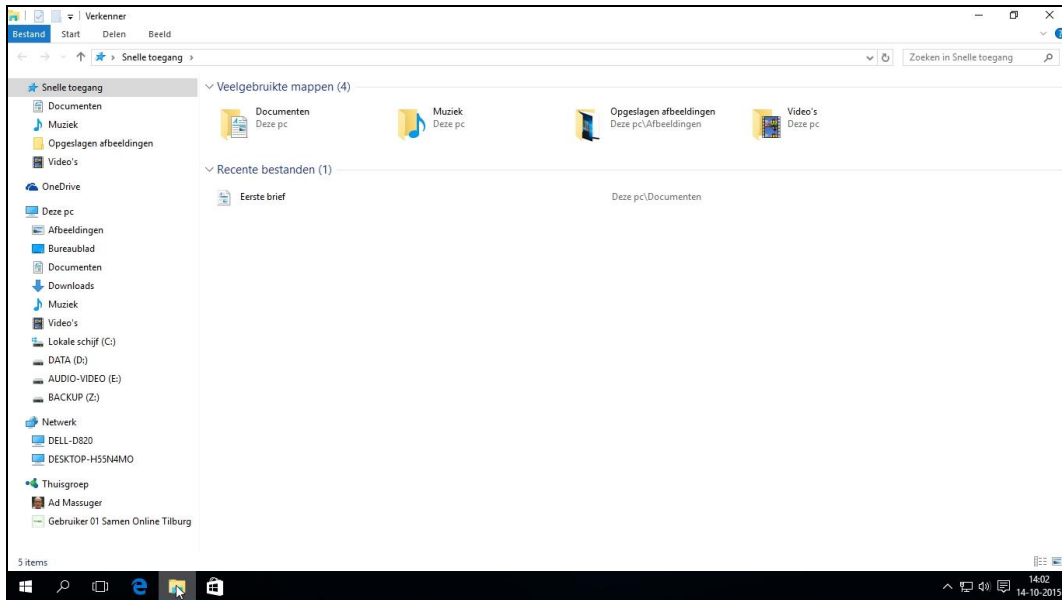 Verkenner
Bestand Start Delen Beeld
Snelle toegang
Zoeken in Snelle toegang
Snelle toegang
Documenten
Muziek
Opgeslagen afbeeldingen
Video's
OneDrive
Deze pc
Afbeeldingen
Bureaublad
Documenten
Downloads
Muziek
Video's
Lokale schijf (C:)
DATA (D:)
AUDIO-VIDEO (E:)
BACKUP (Z:)
Netwerk
DELL-D820
DESKTOP-H55N4MO
Thuisgroep
Ad Massuger
Gebruiker 01 Samen Online Tilburg
Veelgebruikte mappen (4)
Documenten
Deze pc
Muziek
Deze pc
Opgeslagen afbeeldingen
Deze pc\Afbeeldingen
Video's
Deze pc
Recente bestanden (1)
Eerste brief Deze pc\Documenten
5 items
14:02
14-10-2015